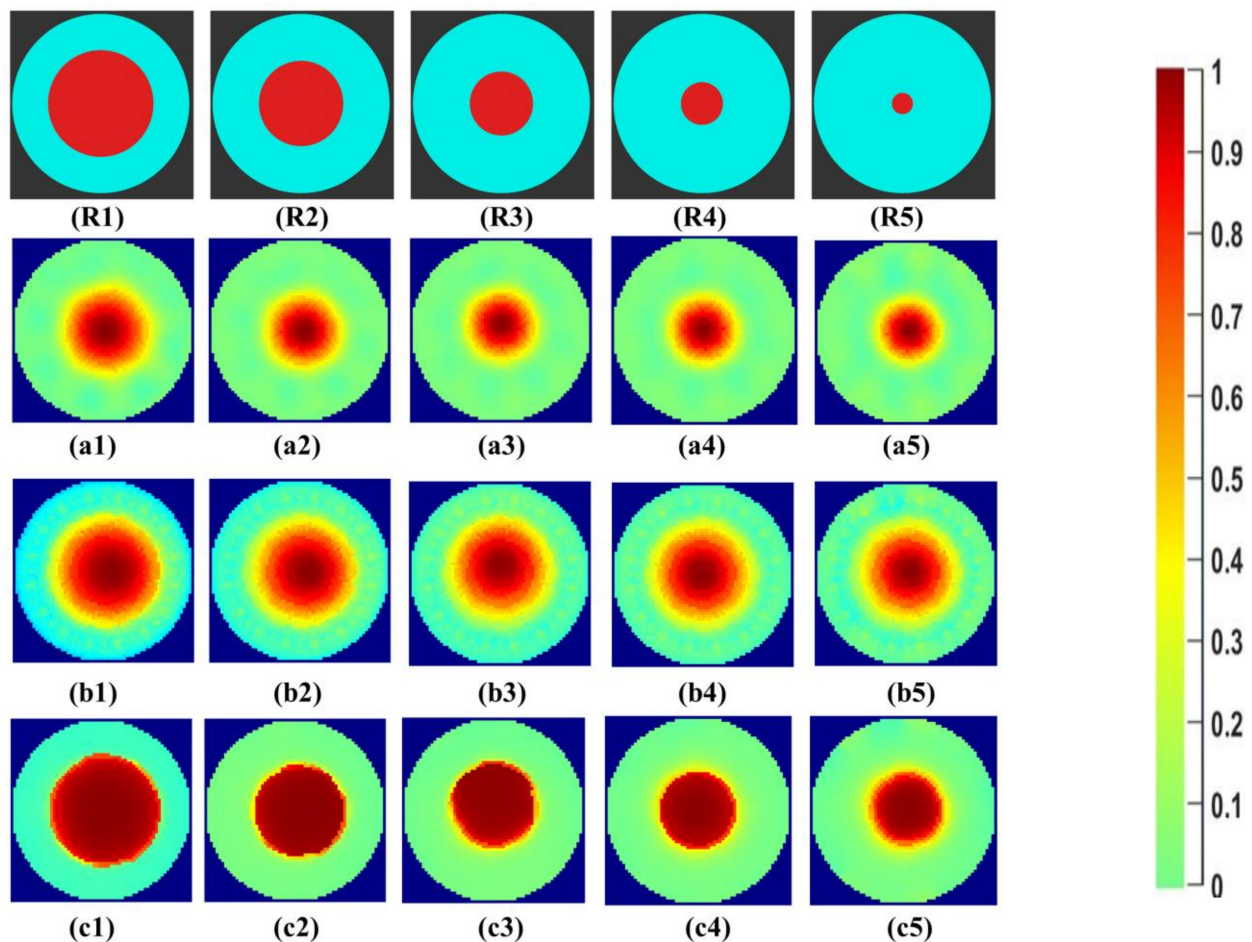 (R1) (R2) (R3) (R4) (R5)
(a1) (a2) (a3) (a4) (a5)
(b1) (b2) (b3) (b4) (b5)
(c1) (c2) (c3) (c4) (c5)
1
0.9
0.8
0.7
0.6
0.5
0.4
0.3
0.2
0.1
0